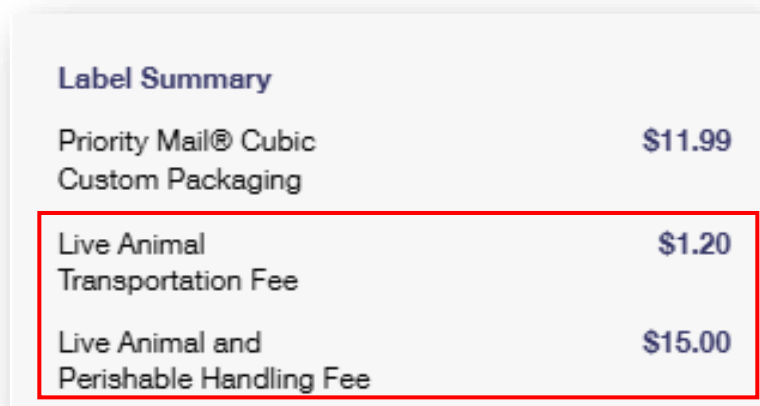 Label Summary
Priority Mail® Cubic $11.99
Custom Packaging
Live Animal $1.20
Transportation Fee
Live Animal and $15.00
Perishable Handling Fee